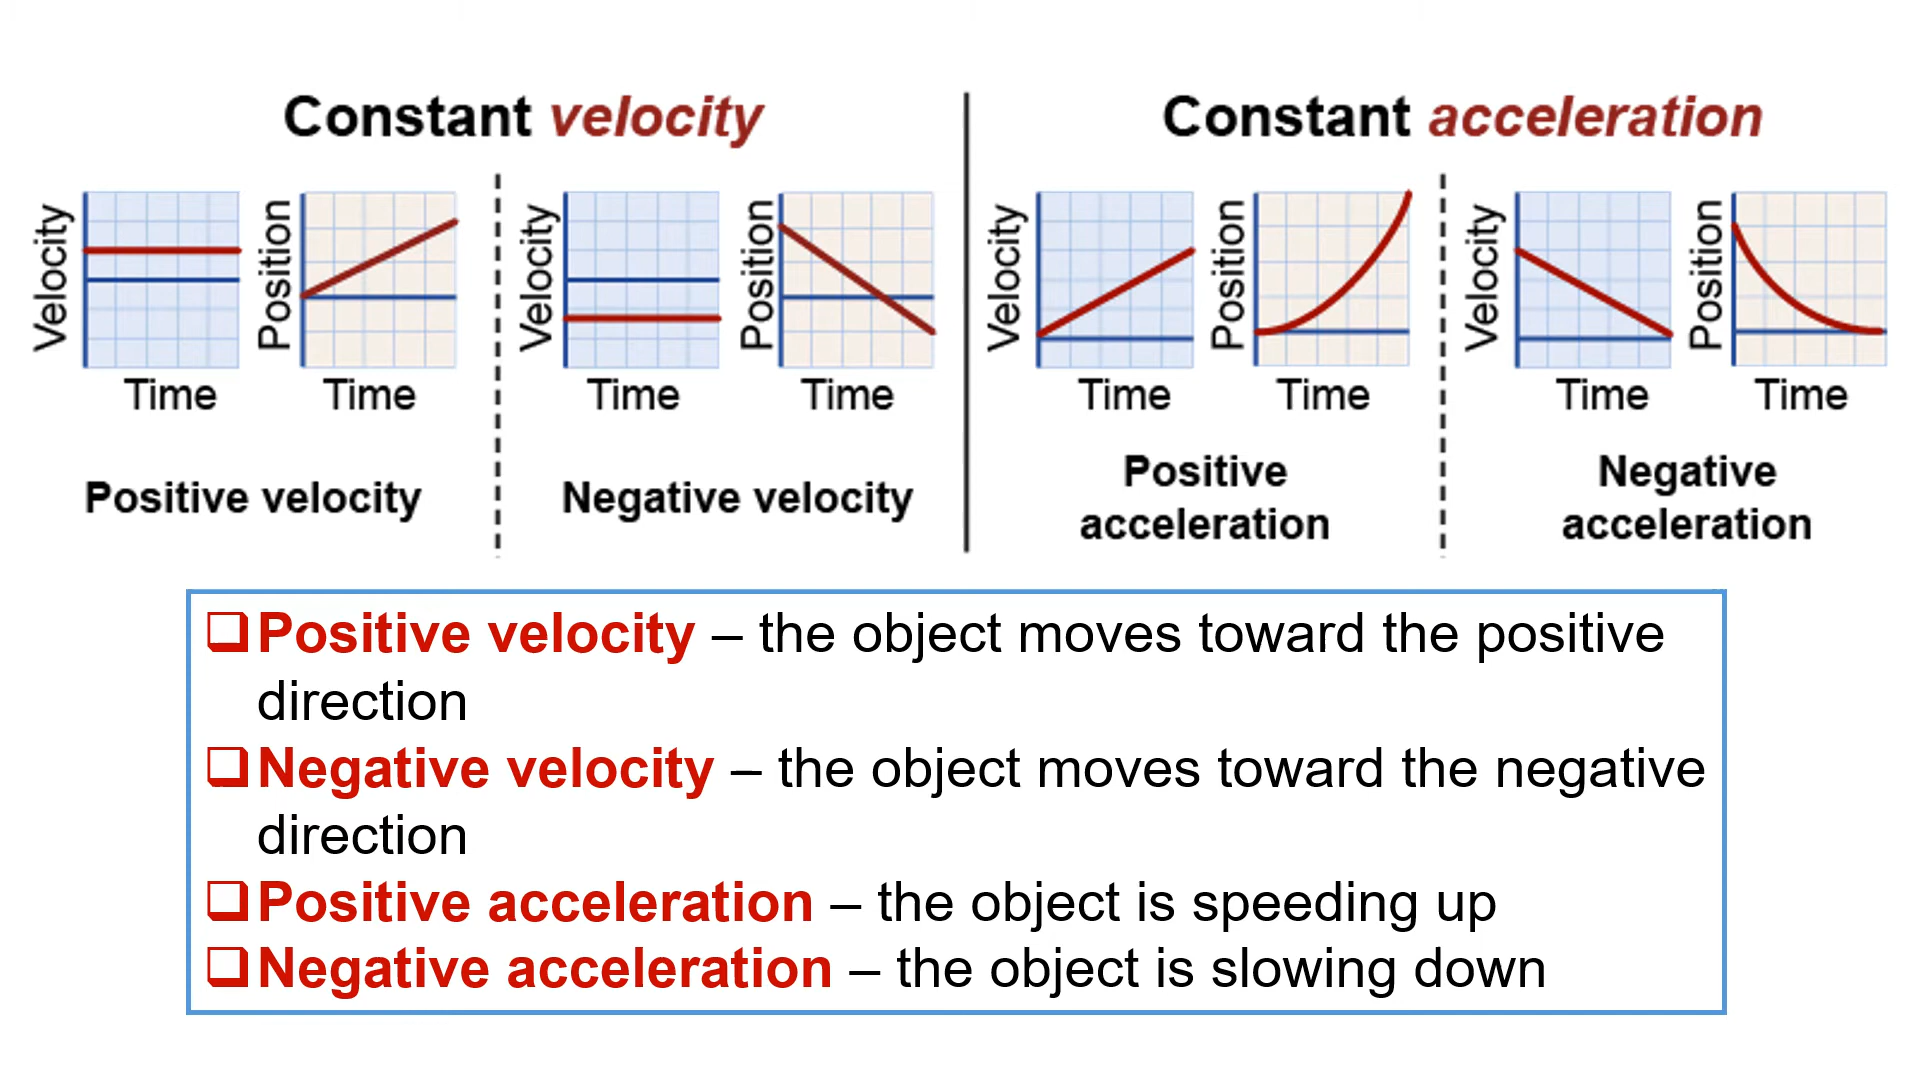 Constant velocity
Constant acceleration
Velocity
Time
Position
Time
Velocity
Time
Position
Time
Velocity
Time
Position
Time
Velocity
Time
Position
Time
Positive velocity
Negative velocity
Positive
acceleration
Negative
acceleration
❑Positive velocity – the object moves toward the positive
direction
❑Negative velocity – the object moves toward the negative
direction
❑Positive acceleration – the object is speeding up
❑Negative acceleration – the object is slowing down